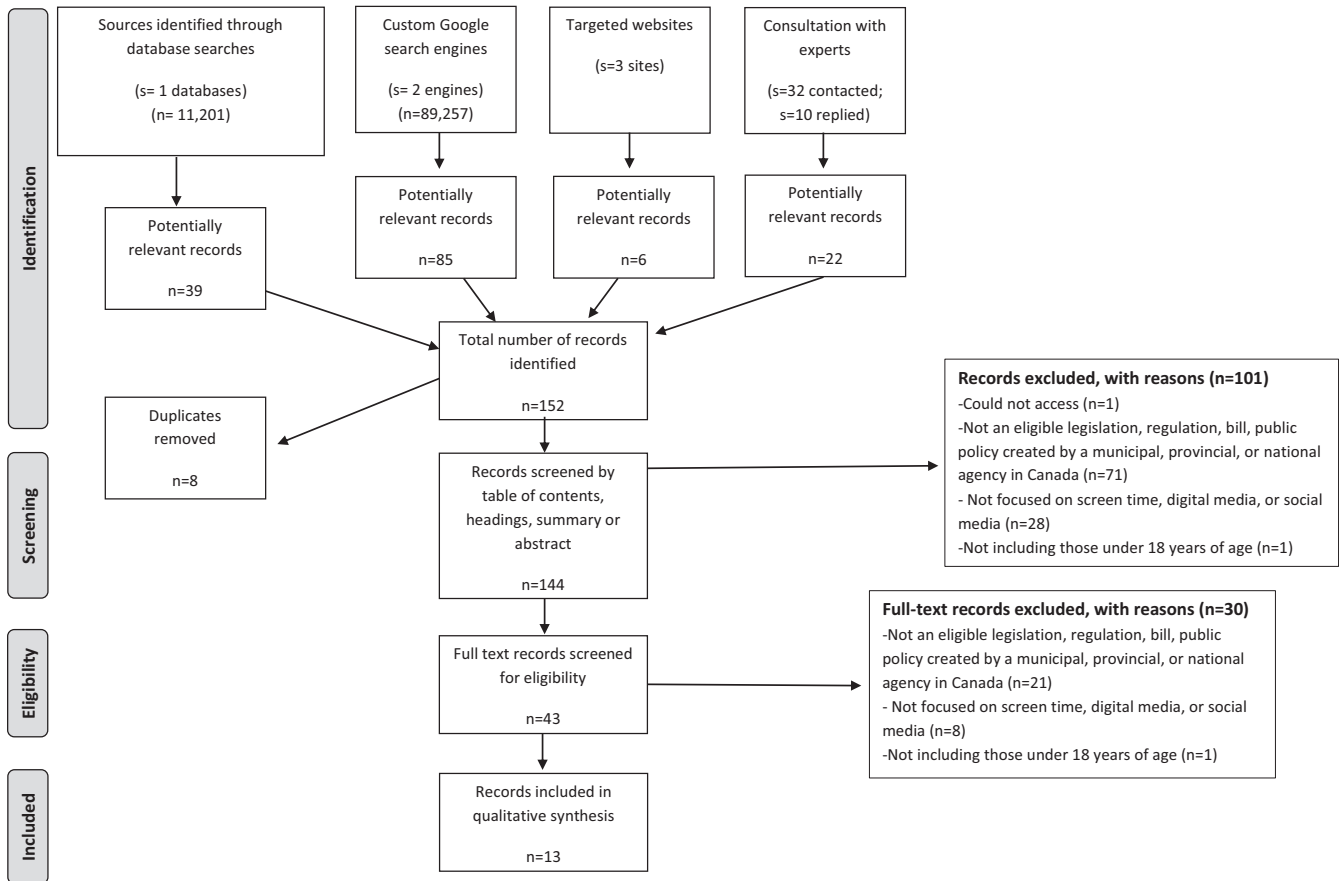 Identification
Sources identified through
database searches
(s= 1 databases)
(n= 11,201)
Custom Google
search engines
(s= 2 engines)
(n=89,257)
Targeted websites
(s=3 sites)
Consultation with
experts
(s=32 contacted;
s=10 replied)
Potentially
relevant records
n=39
Potentially
relevant records
n=85
Potentially
relevant records
n=6
Potentially
relevant records
n=22
Total number of records
identified
n=152
Duplicates
removed
n=8
Screening
Records screened by
table of contents,
headings, summary or
abstract
n=144
Records excluded, with reasons (n=101)
-Could not access (n=1)
-Not an eligible legislation, regulation, bill, public
policy created by a municipal, provincial, or national
agency in Canada (n=71)
- Not focused on screen time, digital media, or social
media (n=28)
-Not including those under 18 years of age (n=1)
Eligibility
Full text records screened
for eligibility
n=43
Full-text records excluded, with reasons (n=30)
-Not an eligible legislation, regulation, bill, public
policy created by a municipal, provincial, or national
agency in Canada (n=21)
- Not focused on screen time, digital media, or social
media (n=8)
-Not including those under 18 years of age (n=1)
Included
Records included in
qualitative synthesis
n=13